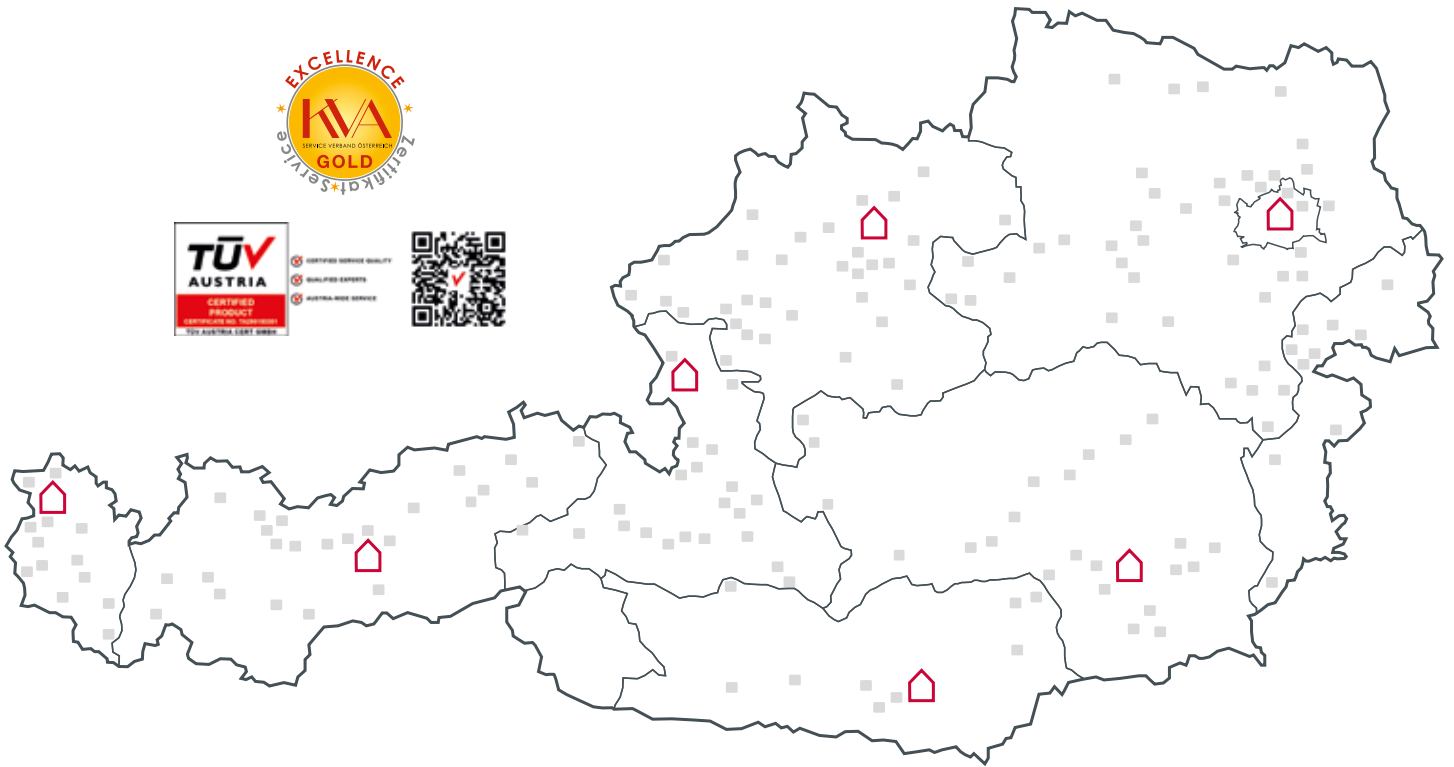 EXCELLENCE
KVA
SERVICE VERBAND ÖSTERREICH
GOLD
Zertifikat-Service
TÜV
AUSTRIA
CERTIFIED
PRODUCT
TÜV AUSTRIA CERT GMBH
CERTIFIED SERVICE QUALITY
QUALIFIED EXPERTS
AUSTRIA-WIDE SERVICE